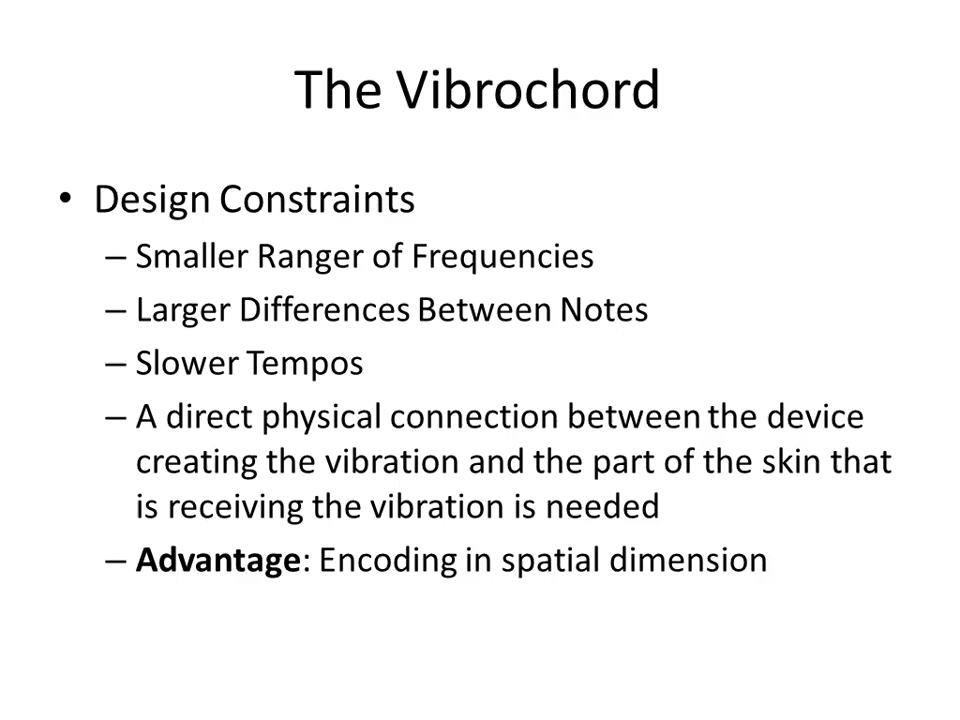 The Vibrochord
• Design Constraints
– Smaller Ranger of Frequencies
– Larger Differences Between Notes
– Slower Tempos
– A direct physical connection between the device
creating the vibration and the part of the skin that
is receiving the vibration is needed
– Advantage: Encoding in spatial dimension